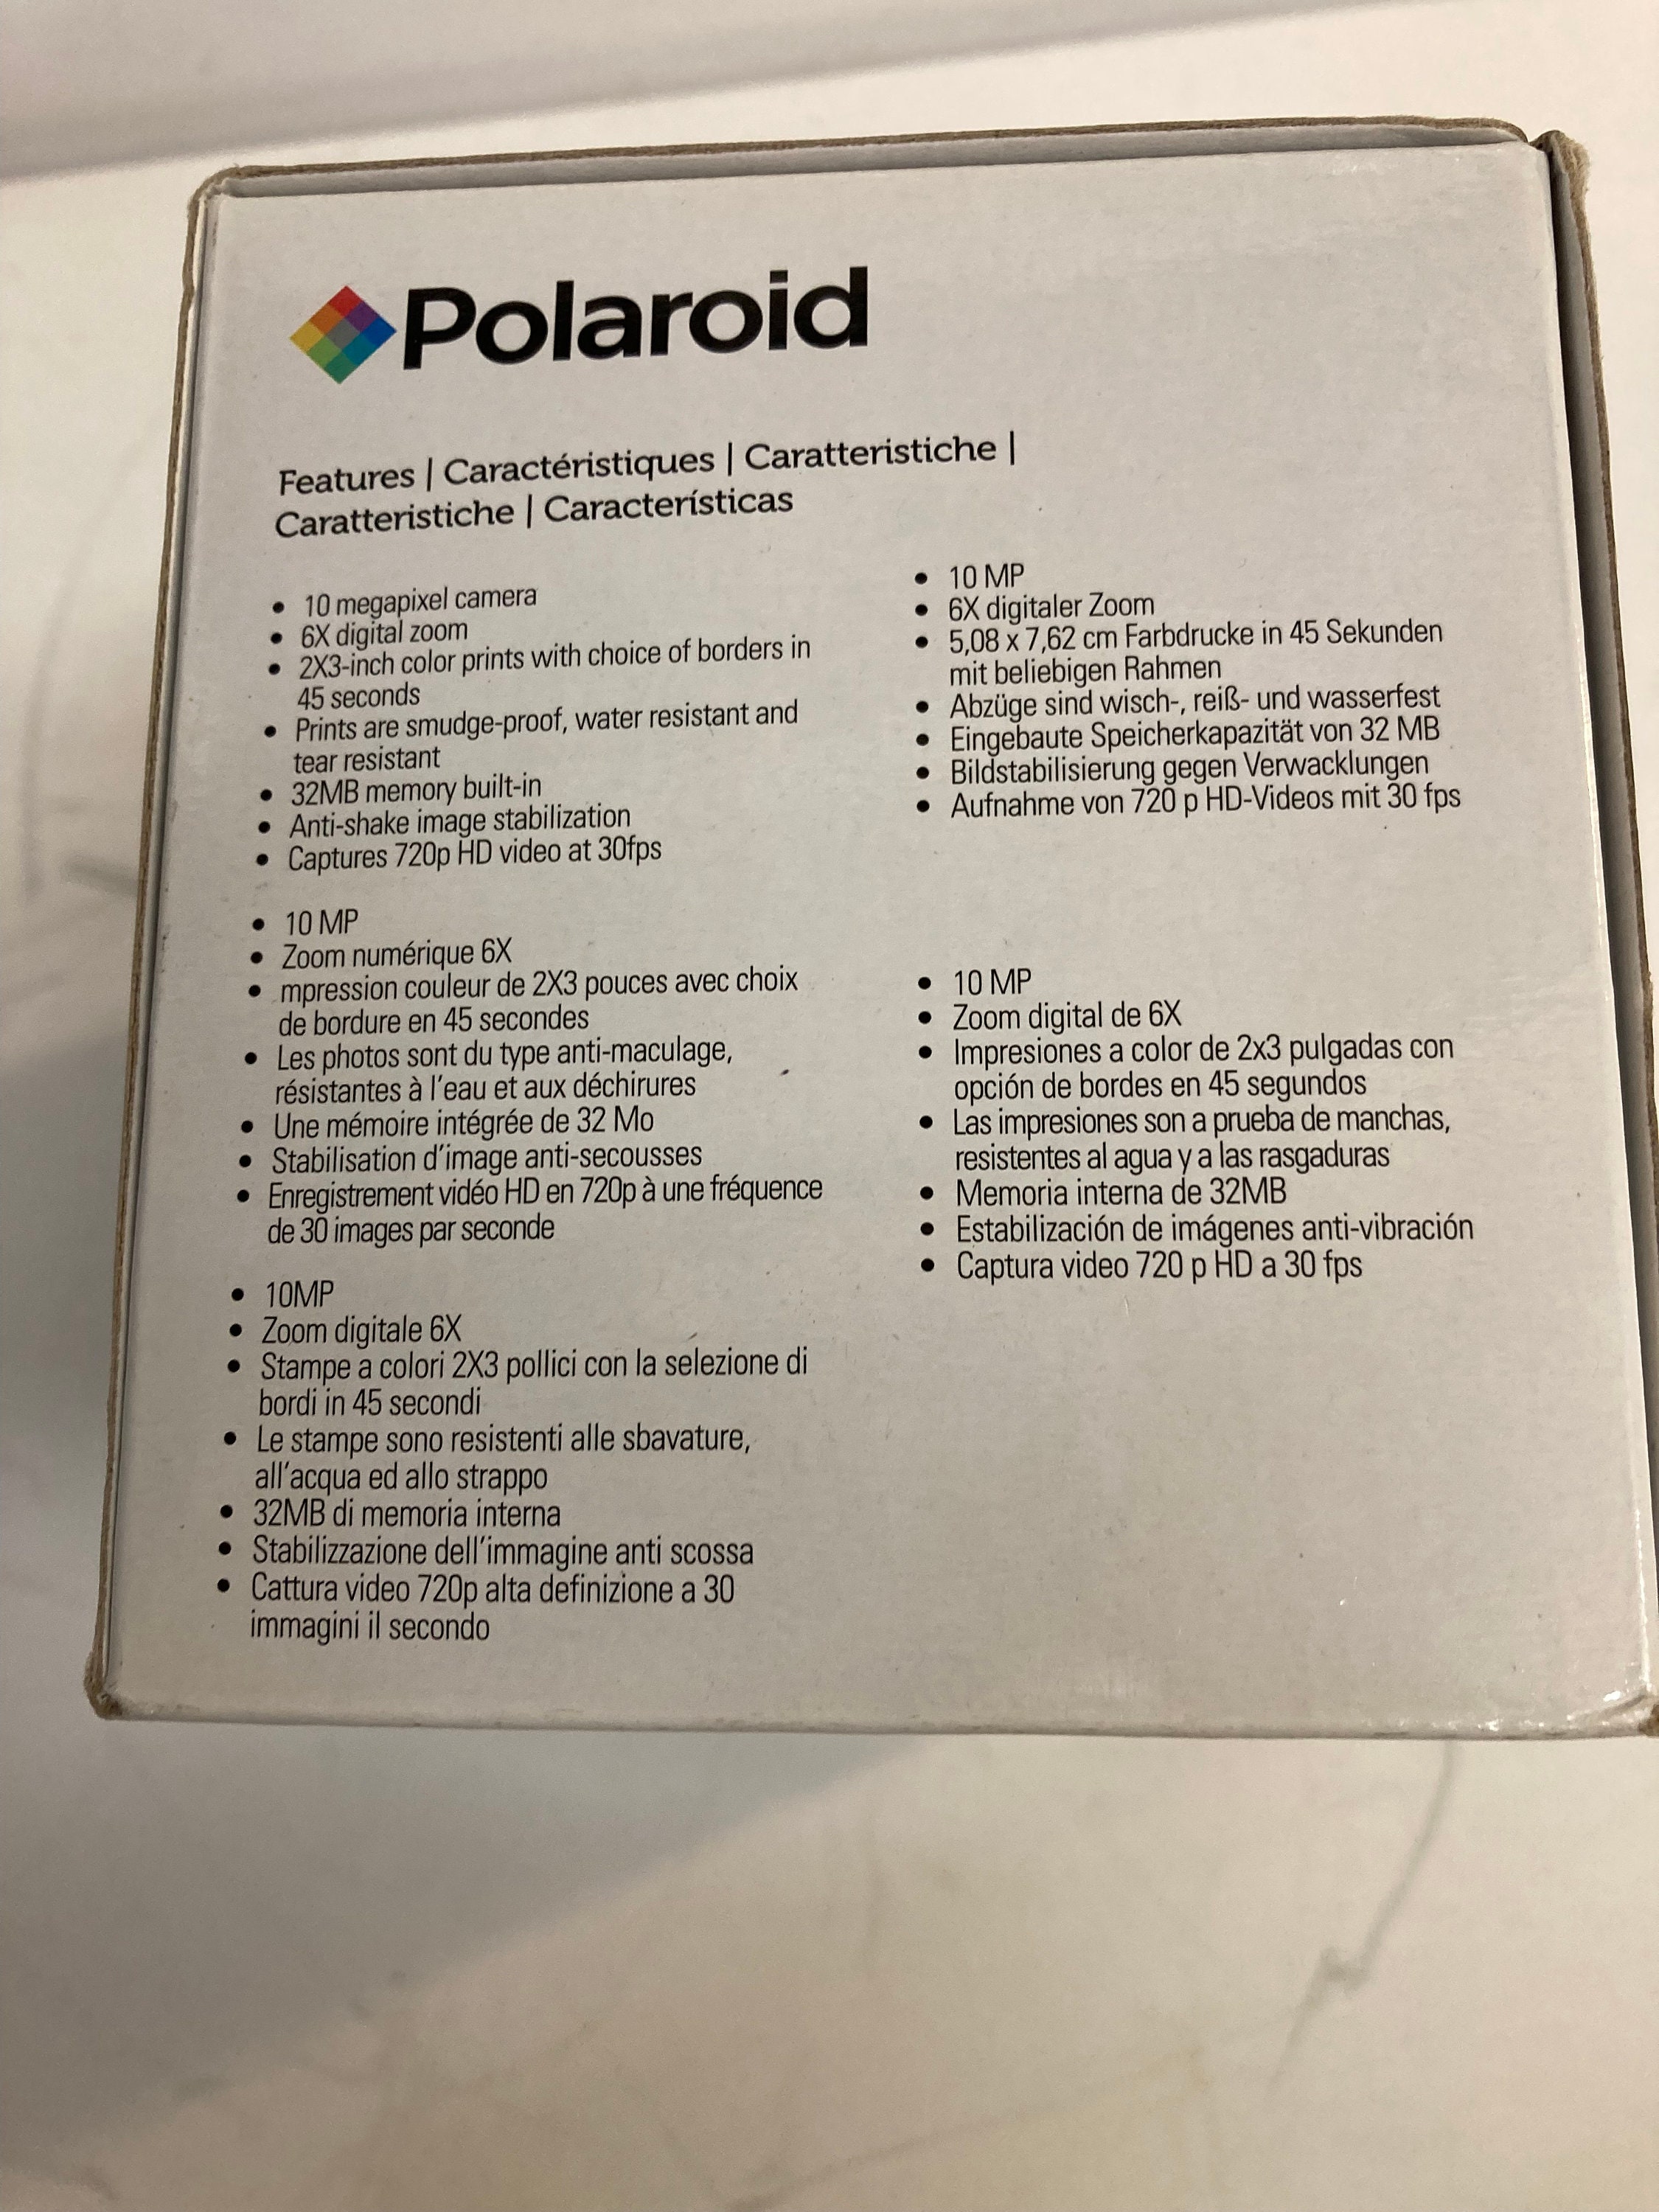 Polaroid
Features | Caractéristiques | Caratteristiche |
Caratteristiche | Características
• 10 megapixel camera
• 6X digital zoom
• 2X3-inch color prints with choice of borders in
45 seconds
• Prints are smudge-proof, water resistant and
tear resistant
• 32MB memory built-in
• Anti-shake image stabilization
• Captures 720p HD video at 30fps
• 10 MP
• Zoom numérique 6X
• mpression couleur de 2X3 pouces avec choix
de bordure en 45 secondes
• Les photos sont du type anti-maculage,
résistantes à l'eau et aux déchirures
• Une mémoire intégrée de 32 Mo
• Stabilisation d'image anti-secousses
• Enregistrement vidéo HD en 720p à une fréquence
de 30 images par seconde
• 10MP
• Zoom digitale 6X
• Stampe a colori 2X3 pollici con la selezione di
bordi in 45 secondi
• Le stampe sono resistenti alle sbavature,
all'acqua ed allo strappo
• 32MB di memoria interna
• Stabilizzazione dell'immagine anti scossa
• Cattura video 720p alta definizione a 30
immagini il secondo
• 10 MP
• 6X digitaler Zoom
• 5,08 x 7,62 cm Farbdrucke in 45 Sekunden
mit beliebigen Rahmen
• Abzüge sind wisch-, reiß- und wasserfest
• Eingebaute Speicherkapazität von 32 MB
• Bildstabilisierung gegen Verwacklungen
• Aufnahme von 720 p HD-Videos mit 30 fps
• 10 MP
• Zoom digital de 6X
• Impresiones a color de 2x3 pulgadas con
opción de bordes en 45 segundos
• Las impresiones son a prueba de manchas,
resistentes al agua y a las rasgaduras
• Memoria interna de 32MB
• Estabilización de imágenes anti-vibración
• Captura video 720 p HD a 30 fps